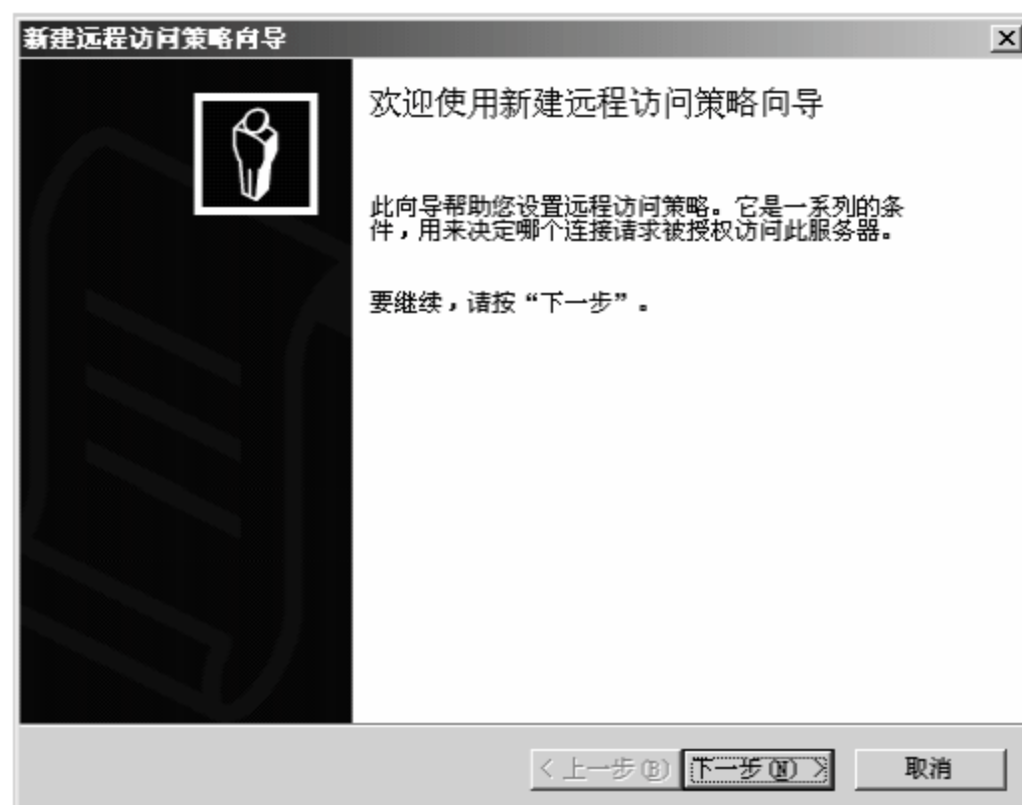 新建远程访问策略向导
欢迎使用新建远程访问策略向导
此向导帮助您设置远程访问策略。它是一系列的条
件，用来决定哪个连接请求被授权访问此服务器。
要继续，请按“下一步”。
< 上一步(B) 下一步(N) > 取消